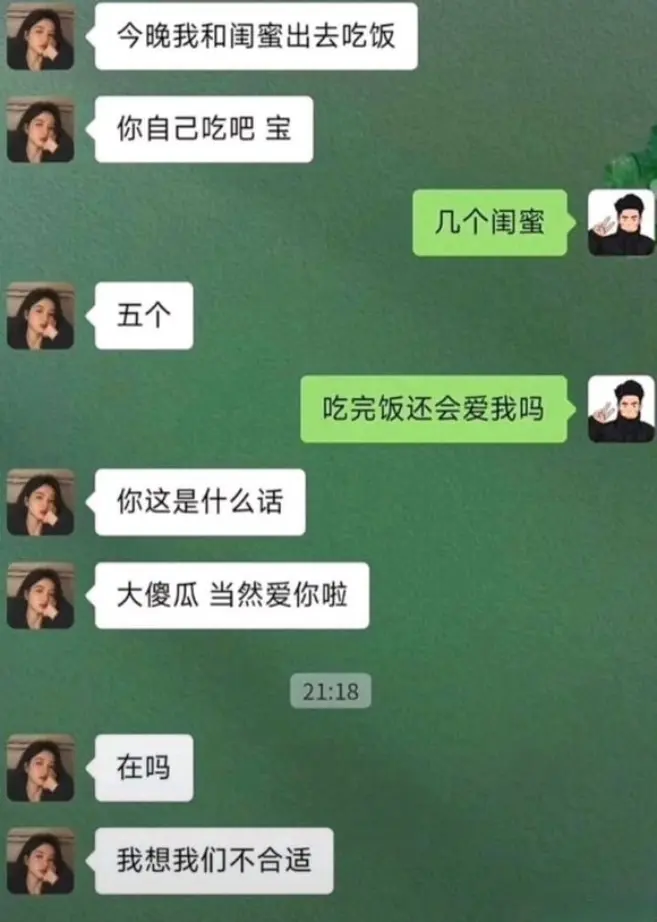 今晚我和闺蜜出去吃饭
你自己吃吧 宝
几个闺蜜
五个
吃完饭还会爱我吗
你这是什么话
大傻瓜 当然爱你啦
21:18
在吗
我想我们不合适